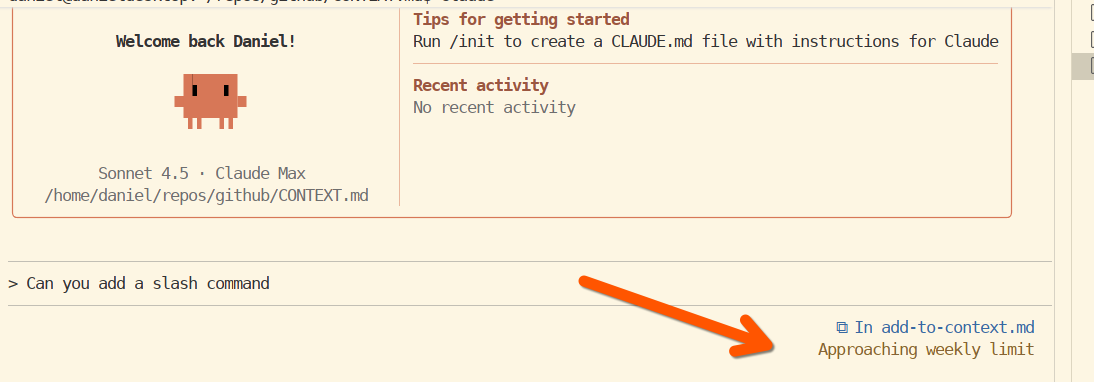 Tips for getting started
Welcome back Daniel!
Run /init to create a CLAUDE.md file with instructions for Claude
Recent activity
No recent activity
Sonnet 4.5 · Claude Max
/home/daniel/repos/github/CONTEXT.md
> Can you add a slash command
⧉ In add-to-context.md
Approaching weekly limit